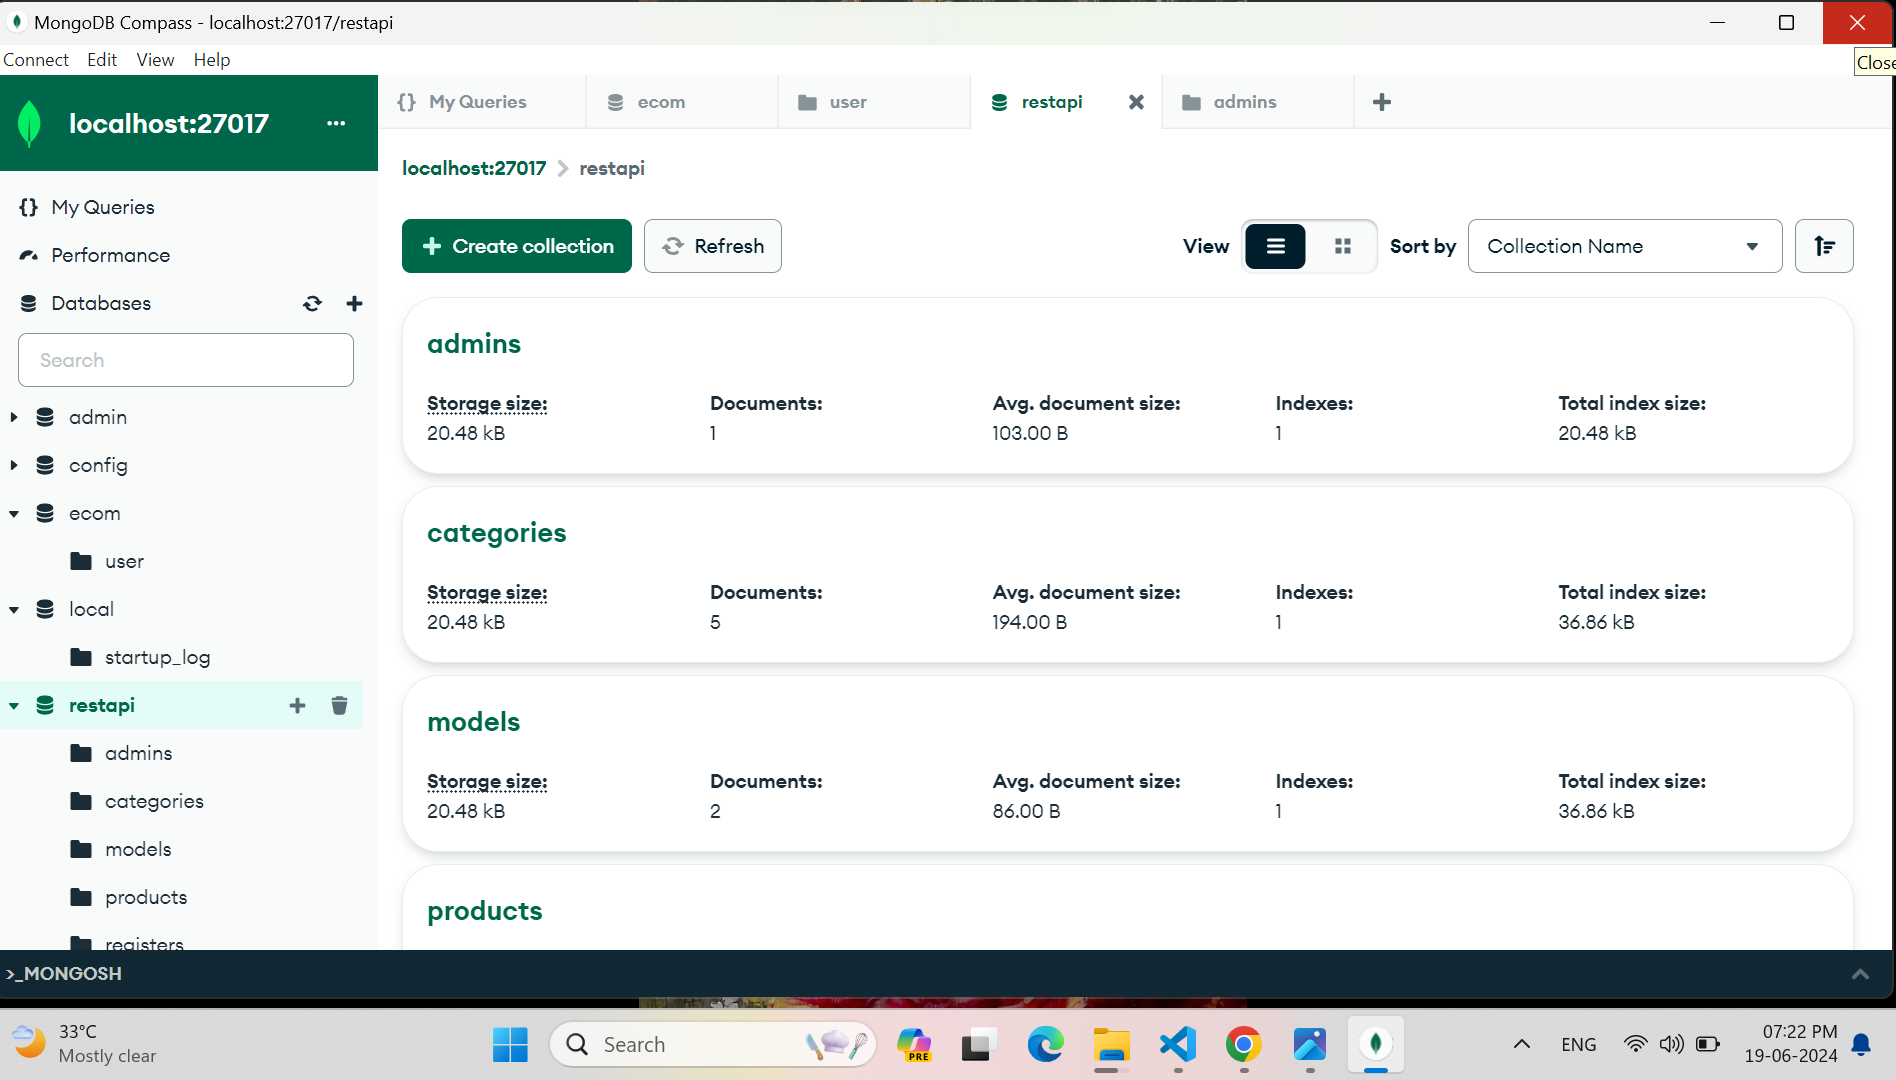 MongoDB Compass - localhost:27017/restapi
Connect Edit View Help
Close
localhost:27017 ...
{} My Queries
ecom
user
restapi
admins
localhost:27017 > restapi
{} My Queries
Performance
Databases
Search
admin
config
ecom
user
local
startup_log
restapi
admins
categories
models
products
registers
+ Create collection
Refresh
View
Sort by
Collection Name
admins
Storage size: Documents: Avg. document size: Indexes: Total index size:
20.48 kB 1 103.00 B 1 20.48 kB
categories
Storage size: Documents: Avg. document size: Indexes: Total index size:
20.48 kB 5 194.00 B 1 36.86 kB
models
Storage size: Documents: Avg. document size: Indexes: Total index size:
20.48 kB 2 86.00 B 1 36.86 kB
products
>_MONGOSH
33°C
Mostly clear
Search
PRE
ENG
07:22 PM
19-06-2024